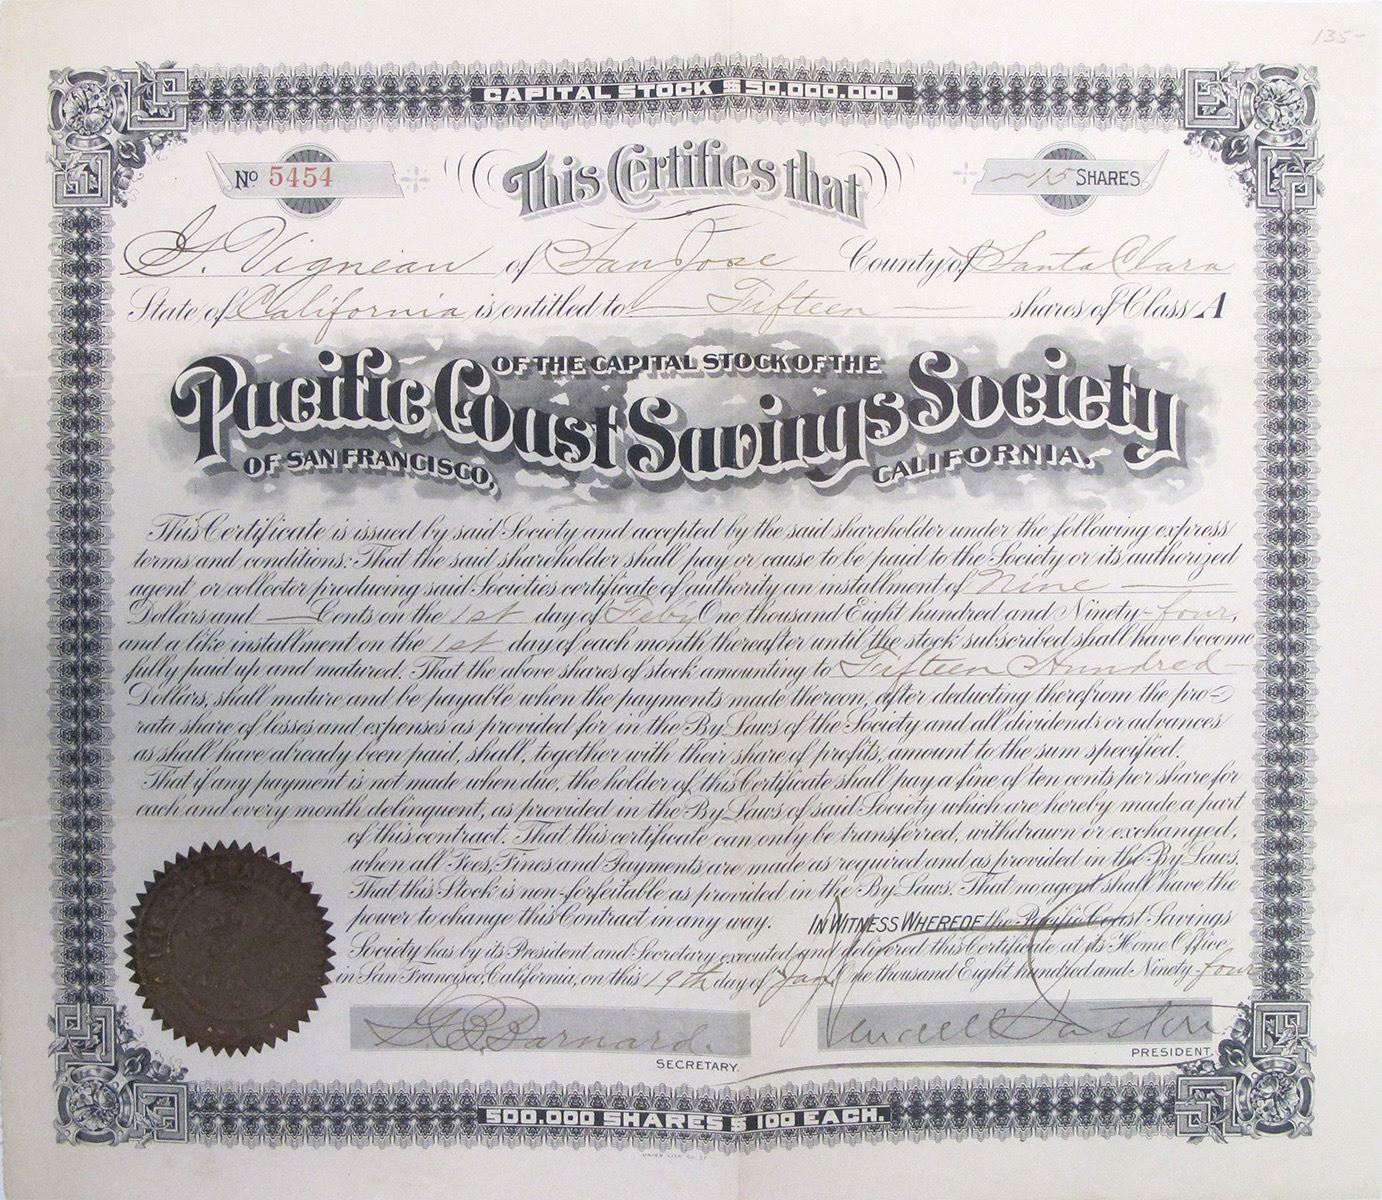 135-
CAPITAL STOCK $50,000,000
No 5454
This Certifies that
~15 SHARES
G. Vigneau of San Jose County of Santa Clara
State of California is entitled to Fifteen shares of Class A
OF THE CAPITAL STOCK OF THE
Pacific Coast Savings Society
OF SAN FRANCISCO, CALIFORNIA.
This Certificate is issued by said Society and accepted by the said shareholder under the following express
terms and conditions: That the said shareholder shall pay or cause to be paid to the Society or its authorized
agent or collector producing said Societies certificate of authority an installment of Nine
Dollars and — Cents on the 1st day of Feb'y One thousand Eight hundred and Ninety-four,
and a like installment on the 1st day of each month thereafter until the stock subscribed shall have become
fully paid up and matured. That the above shares of stock amounting to Fifteen Hundred
Dollars, shall mature and be payable when the payments made thereon, after deducting therefrom the pro-
rata share of losses and expenses as provided for in the By Laws of the Society and all dividends or advances
as shall have already been paid, shall, together with their share of profits, amount to the sum specified.
That if any payment is not made when due, the holder of this Certificate shall pay a fine of ten cents per share for
each and every month delinquent, as provided in the By Laws of said Society which are hereby made a part
of this contract. That this certificate can only be transferred, withdrawn or exchanged,
when all Fees, Fines and Payments are made as required and as provided in the By Laws.
That this Stock is non-forfeitable as provided in the By Laws. That no agent shall have the
power to change this Contract in any way. IN WITNESS WHEREOF the Pacific Coast Savings
Society has by its President and Secretary executed and delivered this Certificate at its Home Office
in San Francisco, California, on this 19th day of Jany One thousand Eight hundred and Ninety-four
Barnard.
Wendell Easton
SECRETARY.
PRESIDENT.
500,000 SHARES $100 EACH.
UNION LITH. CO. S.F.